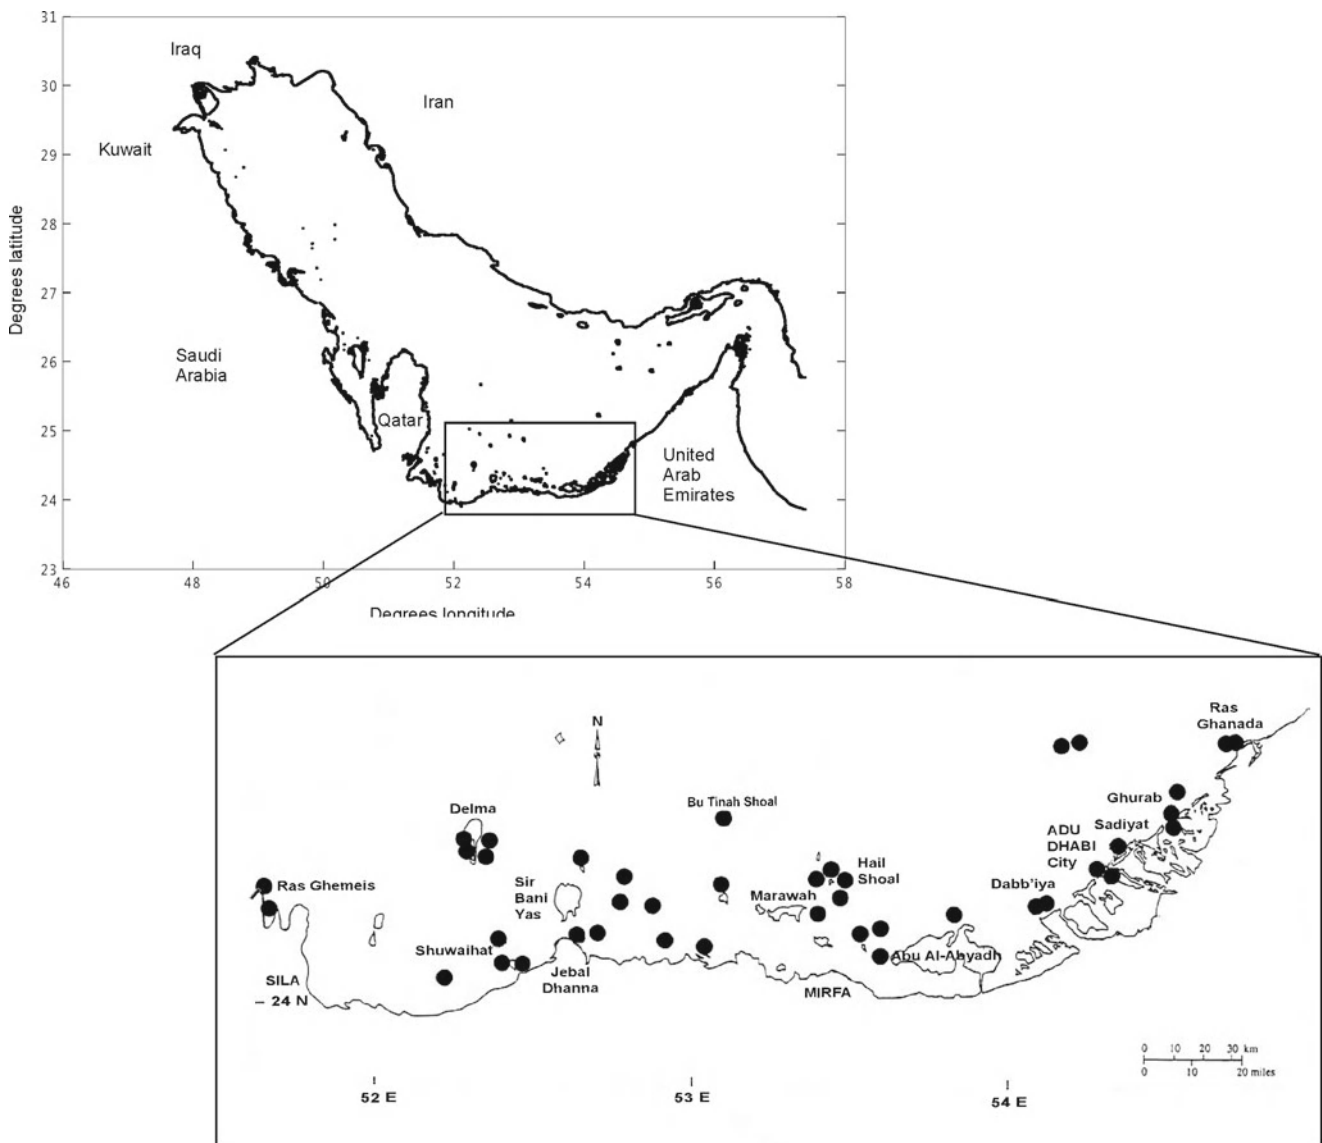 31
Iraq
30
Iran
Kuwait
29
28
Degrees latitude
27
Saudi
Arabia
26
Qatar
25
United
Arab
Emirates
24
23
46
48
50
52
54
56
58
Degrees longitude
N
Ras
Ghanada
Delma
Bu Tinah Shoal
Ghurab
Sadiyat
ADU
DHABI
City
Hail
Shoal
Ras Ghemeis
Sir
Bani
Yas
Marawah
Dabb'iya
Shuwaihat
Abu Al-Abyadh
SILA
– 24 N
Jebal
Dhanna
MIRFA
0 10 20 30 km
0 10 20 miles
52 E
53 E
54 E